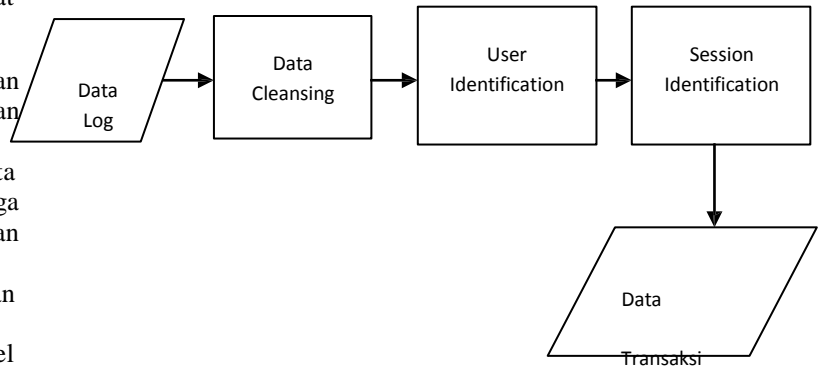 Data
Log
Data
Cleansing
User
Identification
Session
Identification
Data
Transaksi